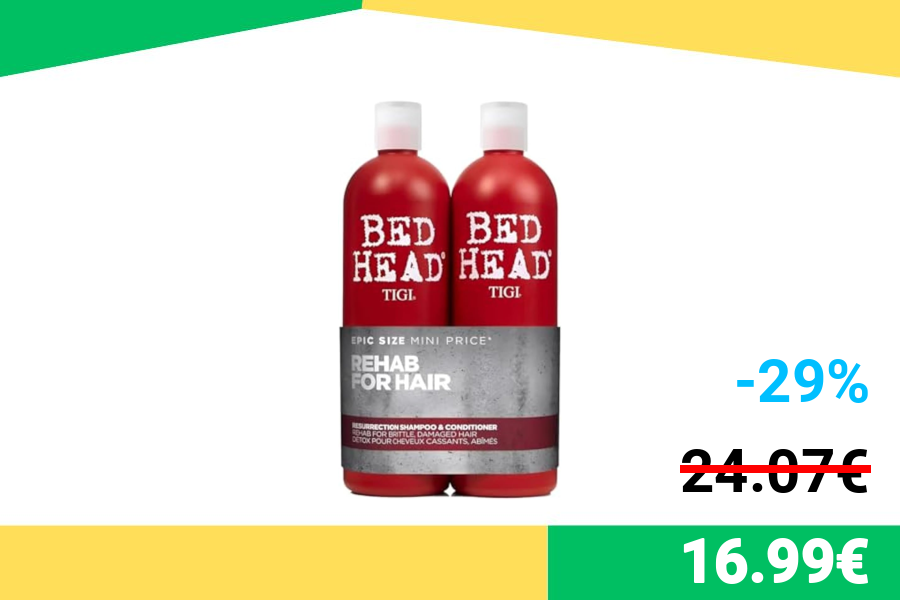 BED
HEAD®
TIGI®
BED
HEAD®
TIGI®
EPIC SIZE MINI PRICE*
REHAB
FOR HAIR
RESURRECTION SHAMPOO & CONDITIONER
REHAB FOR BRITTLE, DAMAGED HAIR
DÉTOX POUR CHEVEUX CASSANTS, ABÎMÉS
-29%
24.07€
16.99€